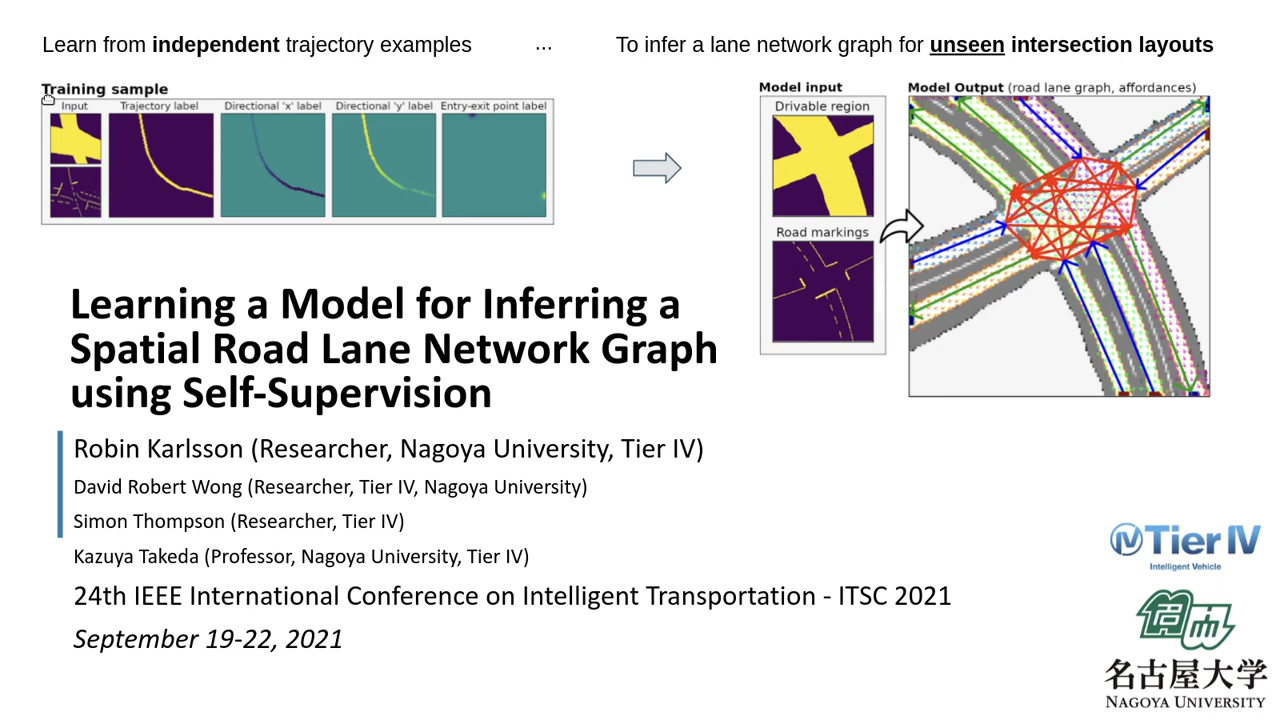 Learn from independent trajectory examples
...
To infer a lane network graph for unseen intersection layouts
Training sample
Input
Trajectory label
Directional 'x' label
Directional 'y' label
Entry-exit point label
Model input
Drivable region
Road markings
Model Output (road lane graph, affordances)
Learning a Model for Inferring a
Spatial Road Lane Network Graph
using Self-Supervision
Robin Karlsson (Researcher, Nagoya University, Tier IV)
David Robert Wong (Researcher, Tier IV, Nagoya University)
Simon Thompson (Researcher, Tier IV)
Kazuya Takeda (Professor, Nagoya University, Tier IV)
24th IEEE International Conference on Intelligent Transportation - ITSC 2021
September 19-22, 2021
Tier IV
Intelligent Vehicle
名古屋大学
NAGOYA UNIVERSITY